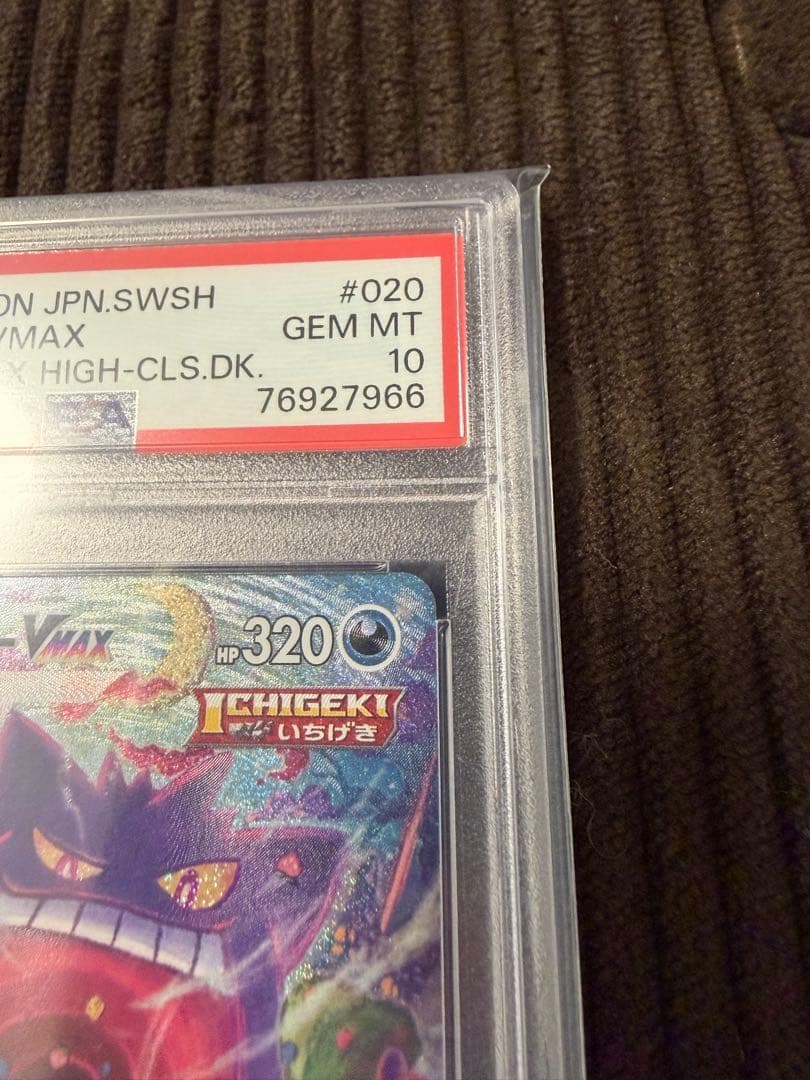 ON JPN.SWSH #020
VMAX GEM MT
X HIGH-CLS.DK. 10
76927966
VMAX HP320
ICHIGEKI
いちげき